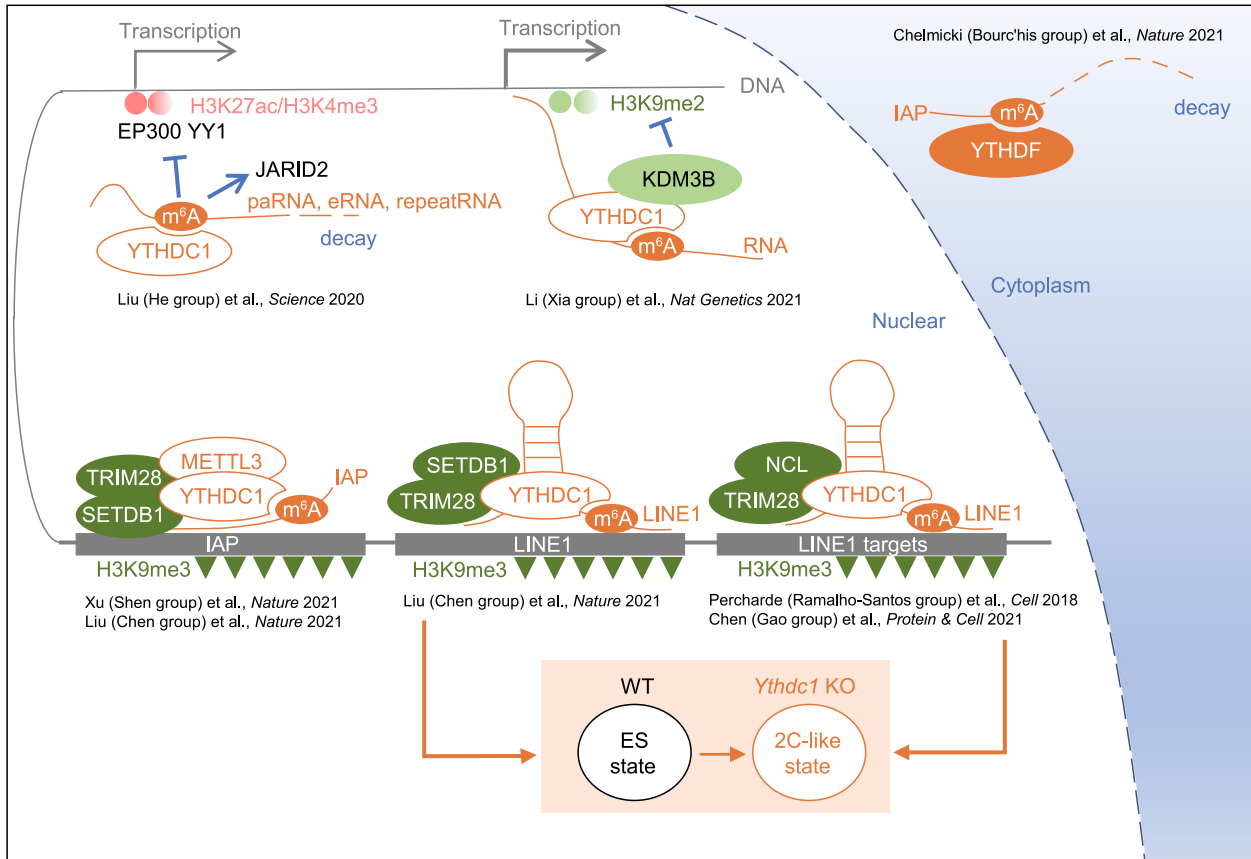 Transcription
Transcription
DNA
H3K27ac/H3K4me3
EP300 YY1
JARID2
m⁶A
YTHDC1
paRNA, eRNA, repeatRNA
decay
Liu (He group) et al., Science 2020
H3K9me2
KDM3B
YTHDC1
m⁶A
RNA
Li (Xia group) et al., Nat Genetics 2021
Chelmicki (Bourc'his group) et al., Nature 2021
IAP
m⁶A
YTHDF
decay
Cytoplasm
Nuclear
METTL3
TRIM28
YTHDC1
SETDB1
m⁶A
IAP
IAP
H3K9me3
Xu (Shen group) et al., Nature 2021
Liu (Chen group) et al., Nature 2021
SETDB1
TRIM28
YTHDC1
m⁶A
LINE1
LINE1
H3K9me3
Liu (Chen group) et al., Nature 2021
NCL
TRIM28
YTHDC1
m⁶A
LINE1
LINE1 targets
H3K9me3
Percharde (Ramalho-Santos group) et al., Cell 2018
Chen (Gao group) et al., Protein & Cell 2021
WT
ES
state
Ythdc1 KO
2C-like
state